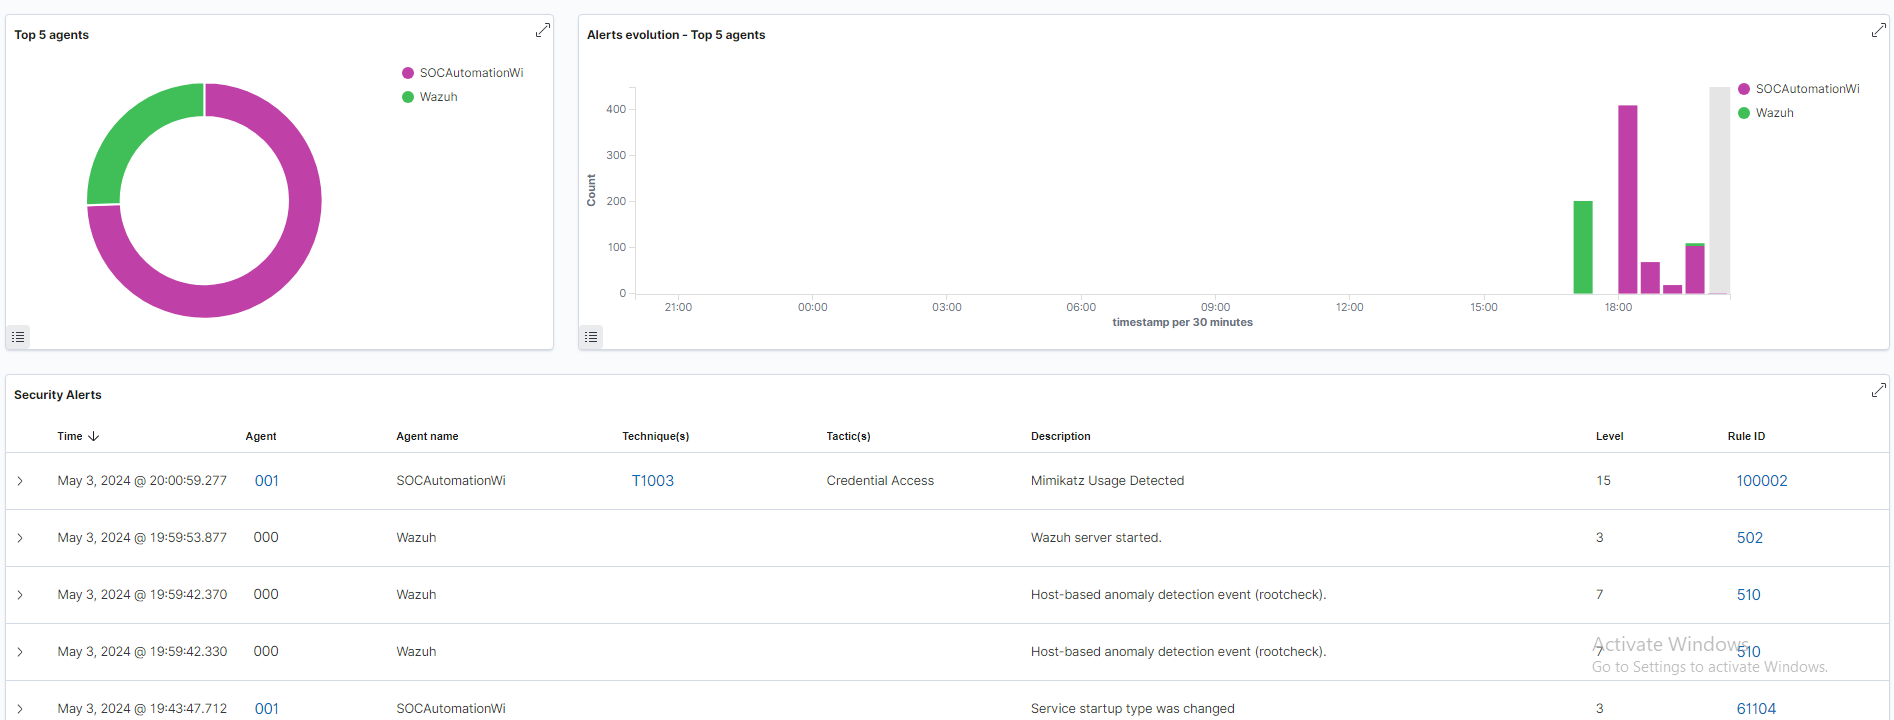 Top 5 agents
SOCAutomationWi
Wazuh
Alerts evolution - Top 5 agents
Count
400
300
200
100
0
21:00 00:00 03:00 06:00 09:00 12:00 15:00 18:00
timestamp per 30 minutes
SOCAutomationWi
Wazuh
Security Alerts
Time Agent Agent name Technique(s) Tactic(s) Description Level Rule ID
May 3, 2024 @ 20:00:59.277 001 SOCAutomationWi T1003 Credential Access Mimikatz Usage Detected 15 100002
May 3, 2024 @ 19:59:53.877 000 Wazuh Wazuh server started. 3 502
May 3, 2024 @ 19:59:42.370 000 Wazuh Host-based anomaly detection event (rootcheck). 7 510
May 3, 2024 @ 19:59:42.330 000 Wazuh Host-based anomaly detection event (rootcheck). 7 510
Activate Windows
Go to Settings to activate Windows.
May 3, 2024 @ 19:43:47.712 001 SOCAutomationWi Service startup type was changed 3 61104